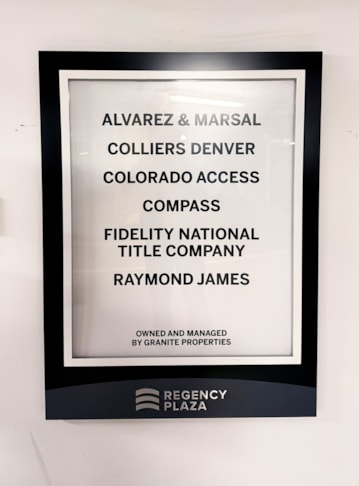 ALVAREZ & MARSAL
COLLIERS DENVER
COLORADO ACCESS
COMPASS
FIDELITY NATIONAL
TITLE COMPANY
RAYMOND JAMES
OWNED AND MANAGED
BY GRANITE PROPERTIES
REGENCY
PLAZA